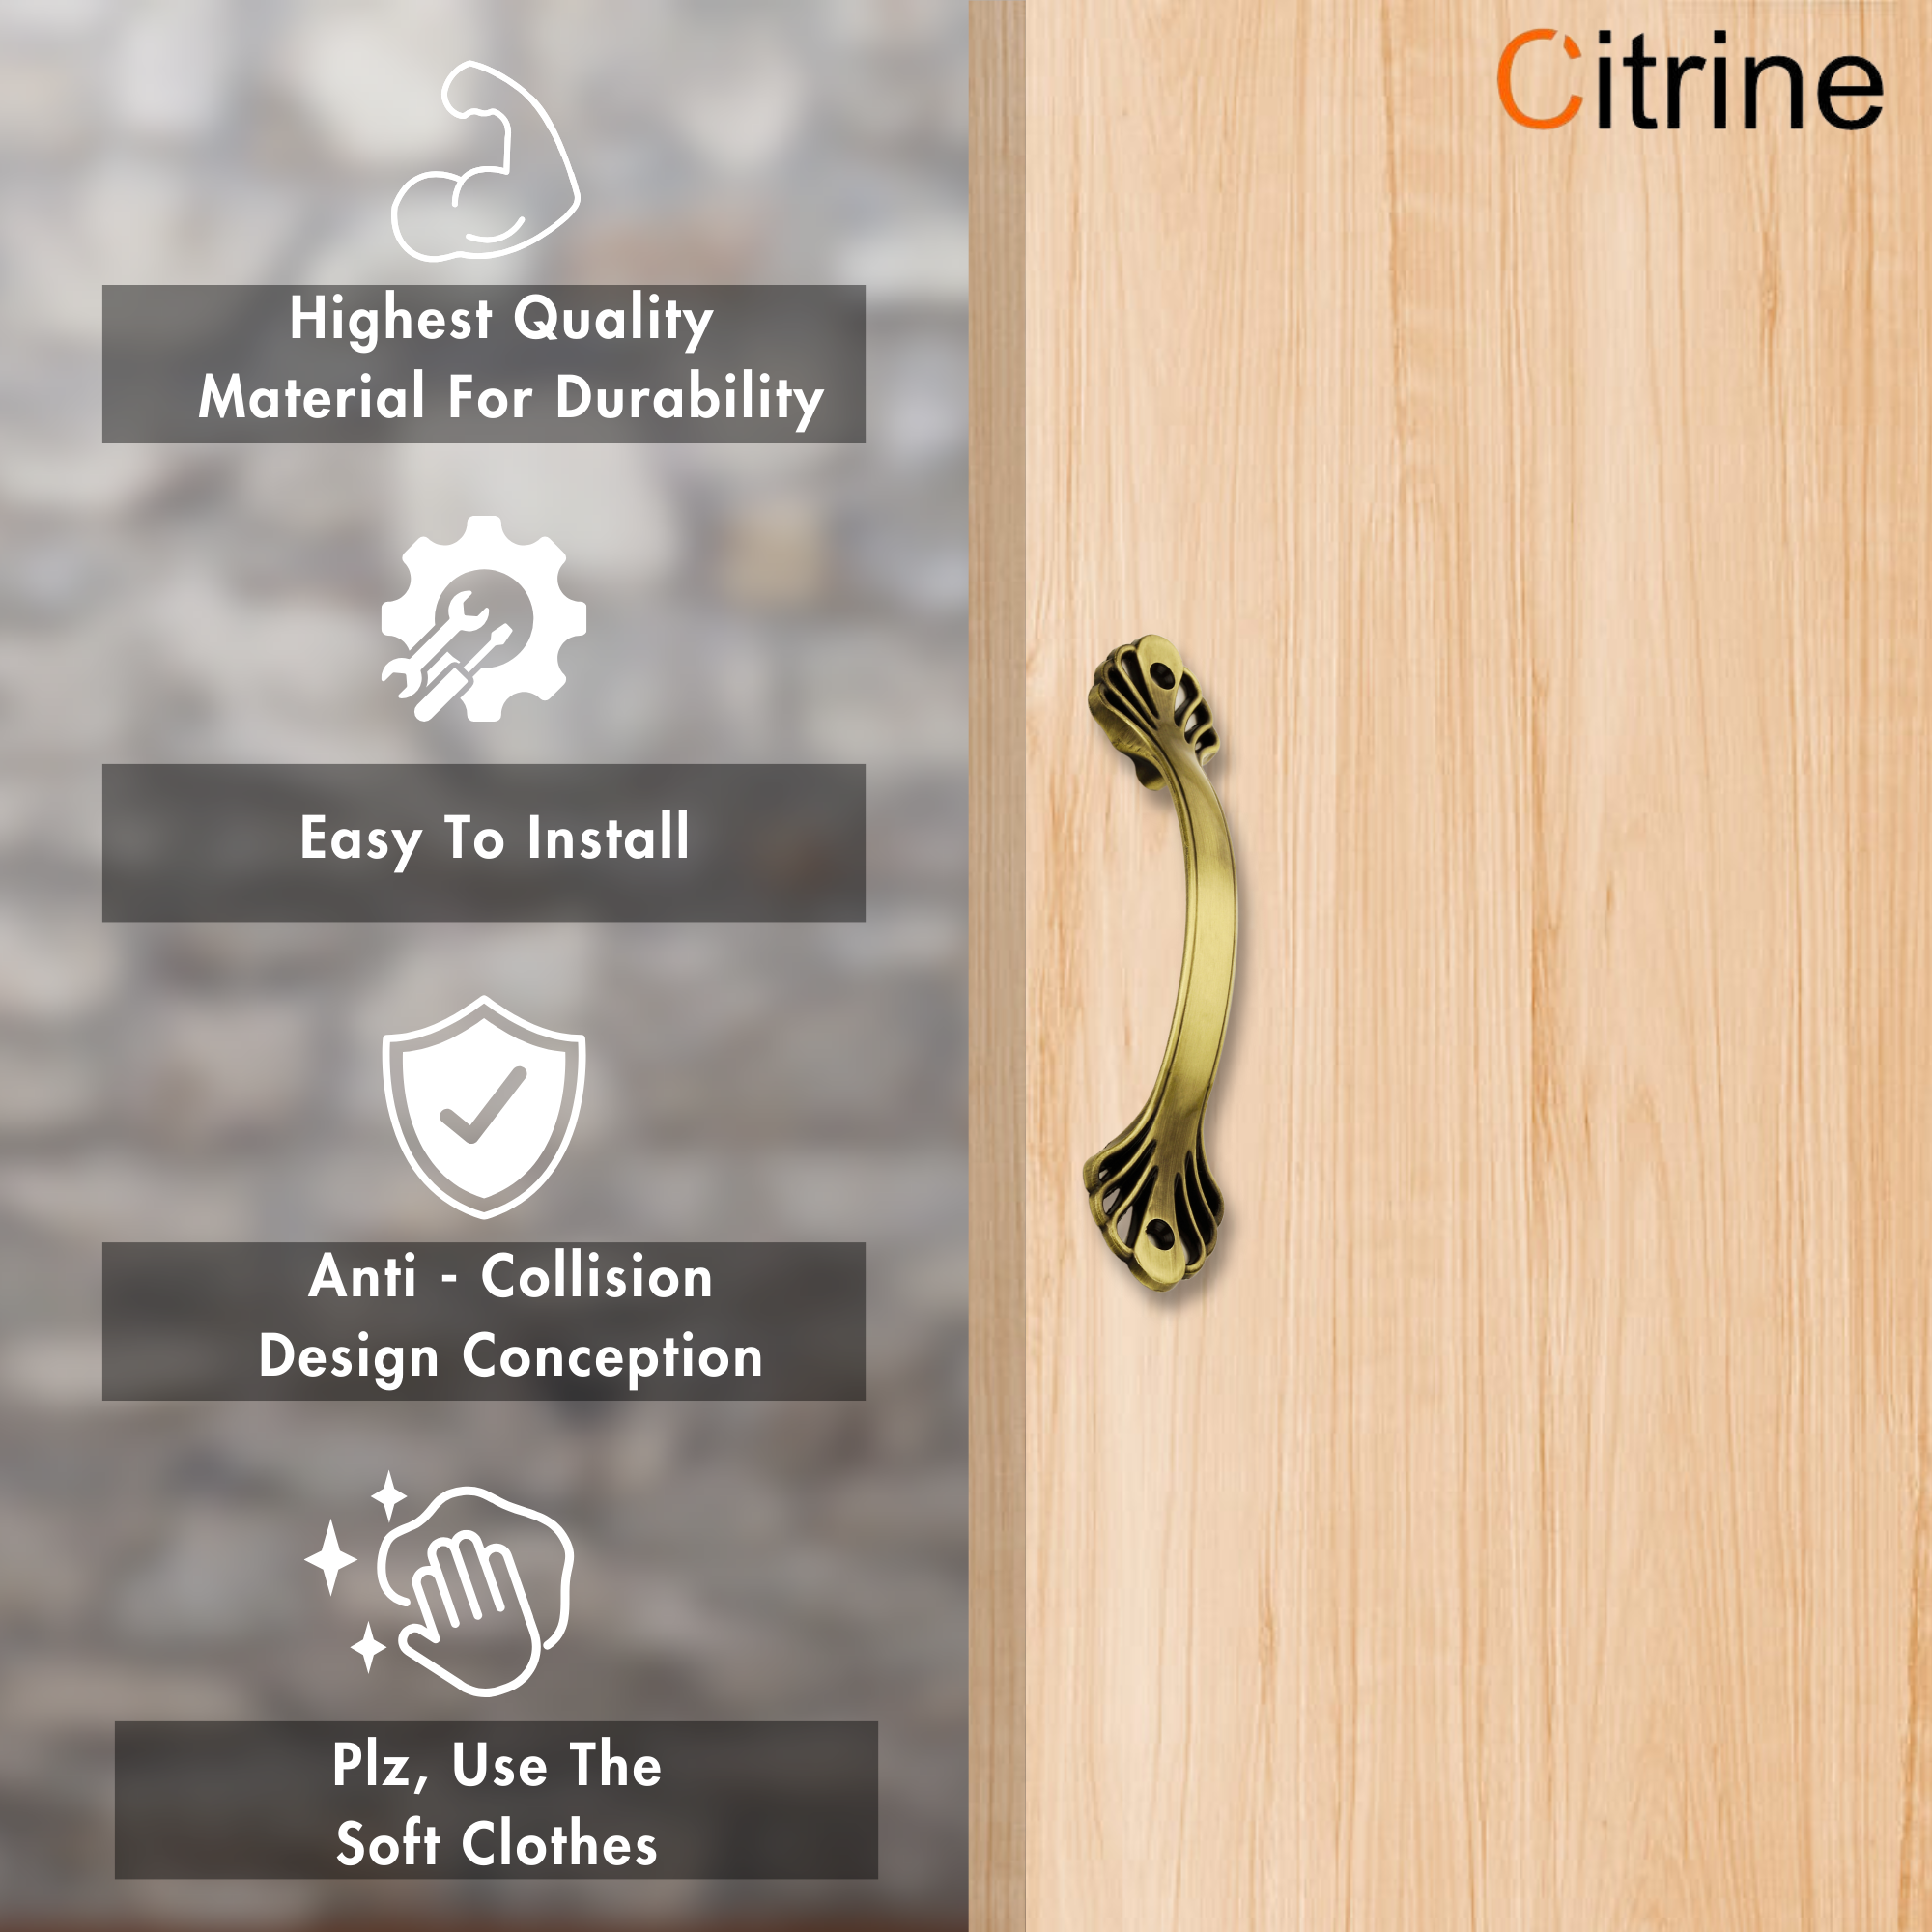 Citrine
Highest Quality
Material For Durability
Easy To Install
Anti - Collision
Design Conception
Plz, Use The
Soft Clothes